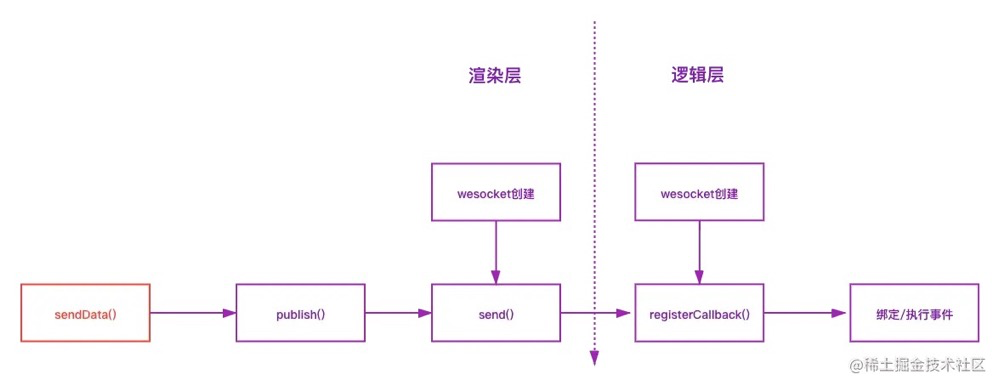 渲染层
逻辑层
wesocket创建
wesocket创建
sendData()
publish()
send()
registerCallback()
绑定/执行事件
@稀土掘金技术社区